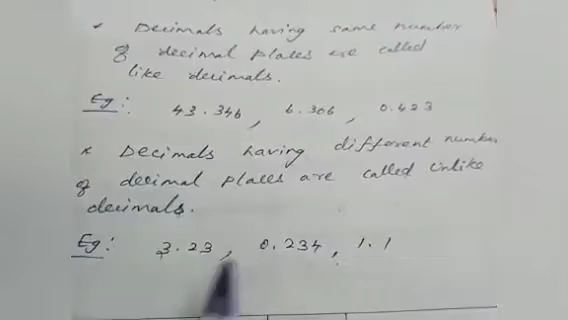 * Decimals having same number
of decimal places are called
like decimals.
Eg: 43.346, 6.306, 0.423
* Decimals having different number
of decimal places are called unlike
decimals.
Eg: 3.23, 0.234, 1.1